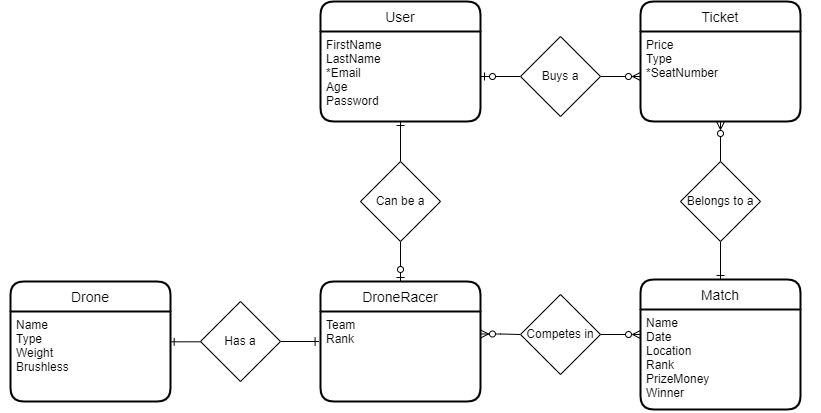 User
FirstName
LastName
*Email
Age
Password
Buys a
Ticket
Price
Type
*SeatNumber
Can be a
Belongs to a
Drone
Name
Type
Weight
Brushless
Has a
DroneRacer
Team
Rank
Competes in
Match
Name
Date
Location
Rank
PrizeMoney
Winner